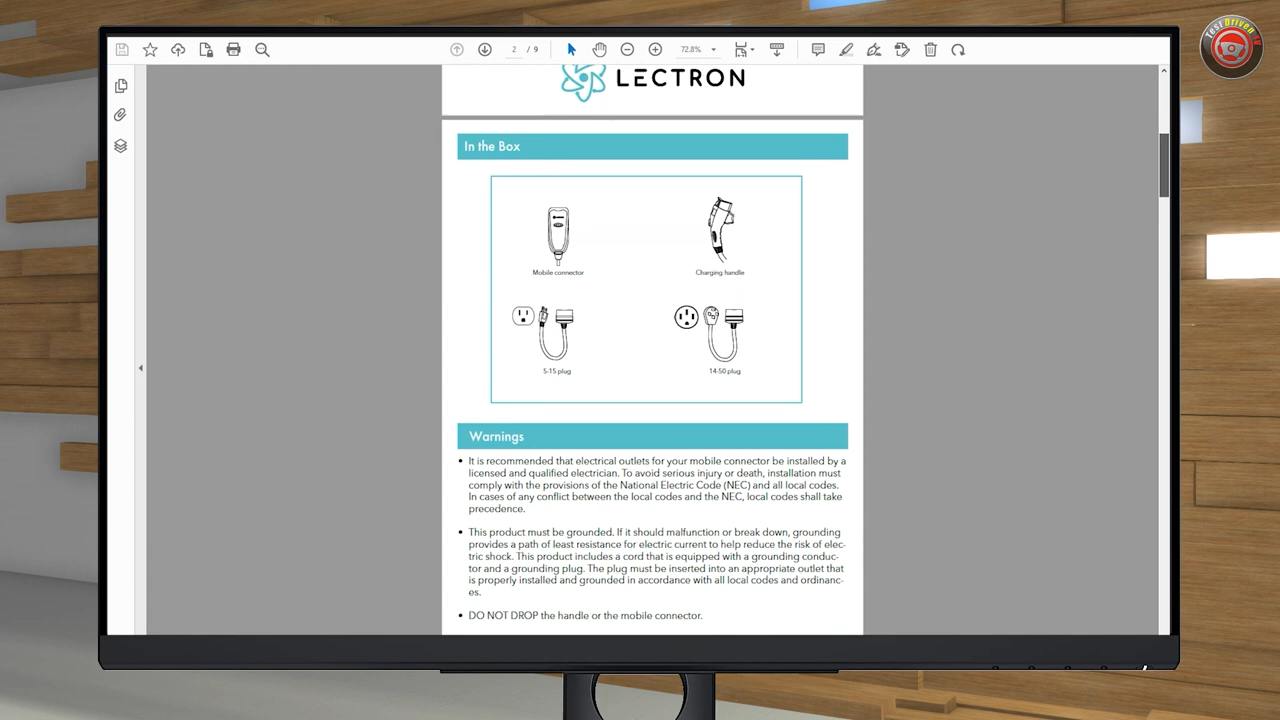 Test Driven TV
2 / 9
72.8%
LECTRON
In the Box
Mobile connector
Charging handle
5-15 plug
14-50 plug
Warnings
• It is recommended that electrical outlets for your mobile connector be installed by a
licensed and qualified electrician. To avoid serious injury or death, installation must
comply with the provisions of the National Electric Code (NEC) and all local codes.
In cases of any conflict between the local codes and the NEC, local codes shall take
precedence.
• This product must be grounded. If it should malfunction or break down, grounding
provides a path of least resistance for electric current to help reduce the risk of elec-
tric shock. This product includes a cord that is equipped with a grounding conduc-
tor and a grounding plug. The plug must be inserted into an appropriate outlet that
is properly installed and grounded in accordance with all local codes and ordinanc-
es.
• DO NOT DROP the handle or the mobile connector.